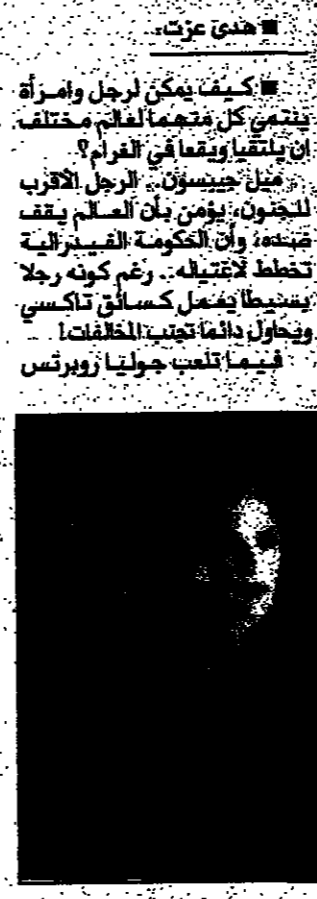 ■ هدى عزت:
■ كيف يمكن لرجل وامرأة
ينتمي كل منهما لعالم مختلف
ان يلتقيا ويقعا في الغرام؟
ميل جيبسون.. الرجل الأقرب
للجنون، يؤمن بأن العالم يقف
ضده، وأن الحكومة الفيدرالية
تخطط لاغتياله.. رغم كونه رجلا
بسيطا يعمل كسائق تاكسي
ويحاول دائما تجنب المخالفات!
فيما تلعب جوليا روبرتس